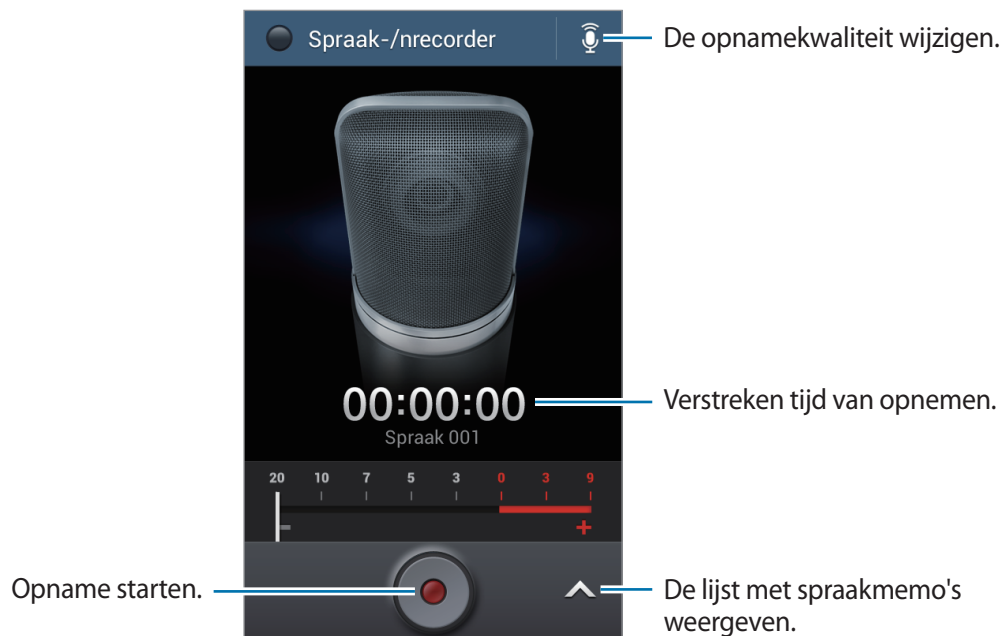 Spraak-/nrecorder
De opnamekwaliteit wijzigen.
00:00:00
Verstreken tijd van opnemen.
Spraak 001
20 10 7 5 3 0 3 9
- +
Opname starten.
De lijst met spraakmemo's
weergeven.